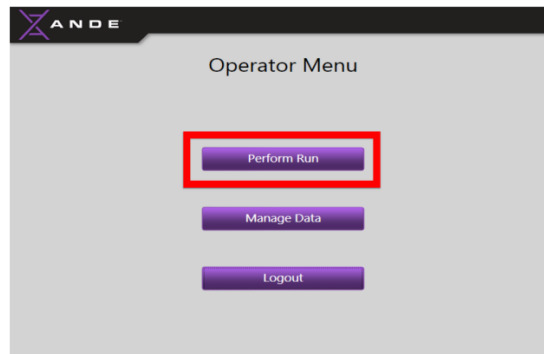 ANDE
Operator Menu
Perform Run
Manage Data
Logout